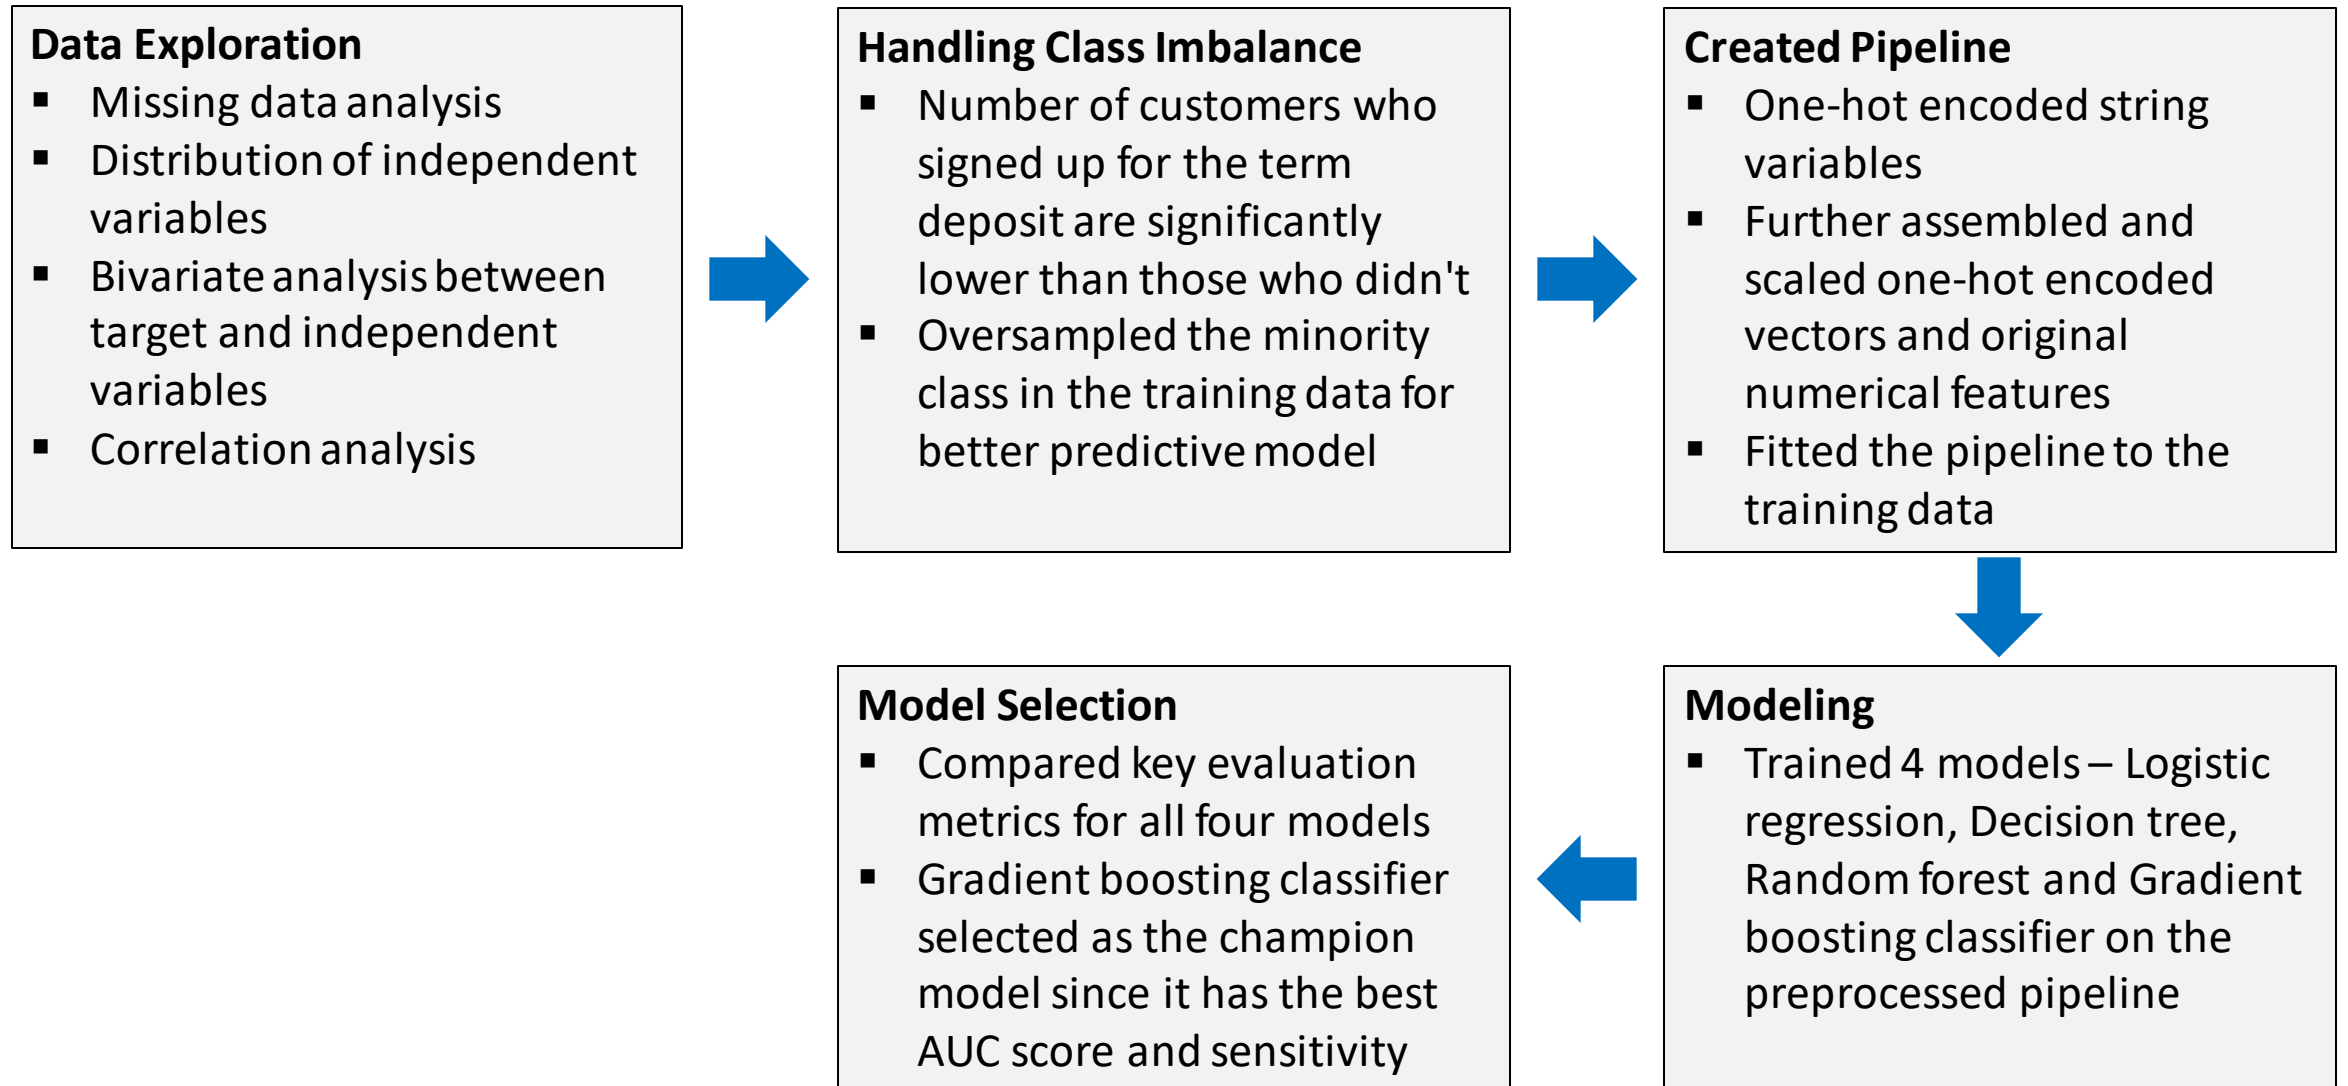 Data Exploration
▪ Missing data analysis
▪ Distribution of independent
variables
▪ Bivariate analysis between
target and independent
variables
▪ Correlation analysis
Handling Class Imbalance
▪ Number of customers who
signed up for the term
deposit are significantly
lower than those who didn't
▪ Oversampled the minority
class in the training data for
better predictive model
Created Pipeline
▪ One-hot encoded string
variables
▪ Further assembled and
scaled one-hot encoded
vectors and original
numerical features
▪ Fitted the pipeline to the
training data
Modeling
▪ Trained 4 models – Logistic
regression, Decision tree,
Random forest and Gradient
boosting classifier on the
preprocessed pipeline
Model Selection
▪ Compared key evaluation
metrics for all four models
▪ Gradient boosting classifier
selected as the champion
model since it has the best
AUC score and sensitivity